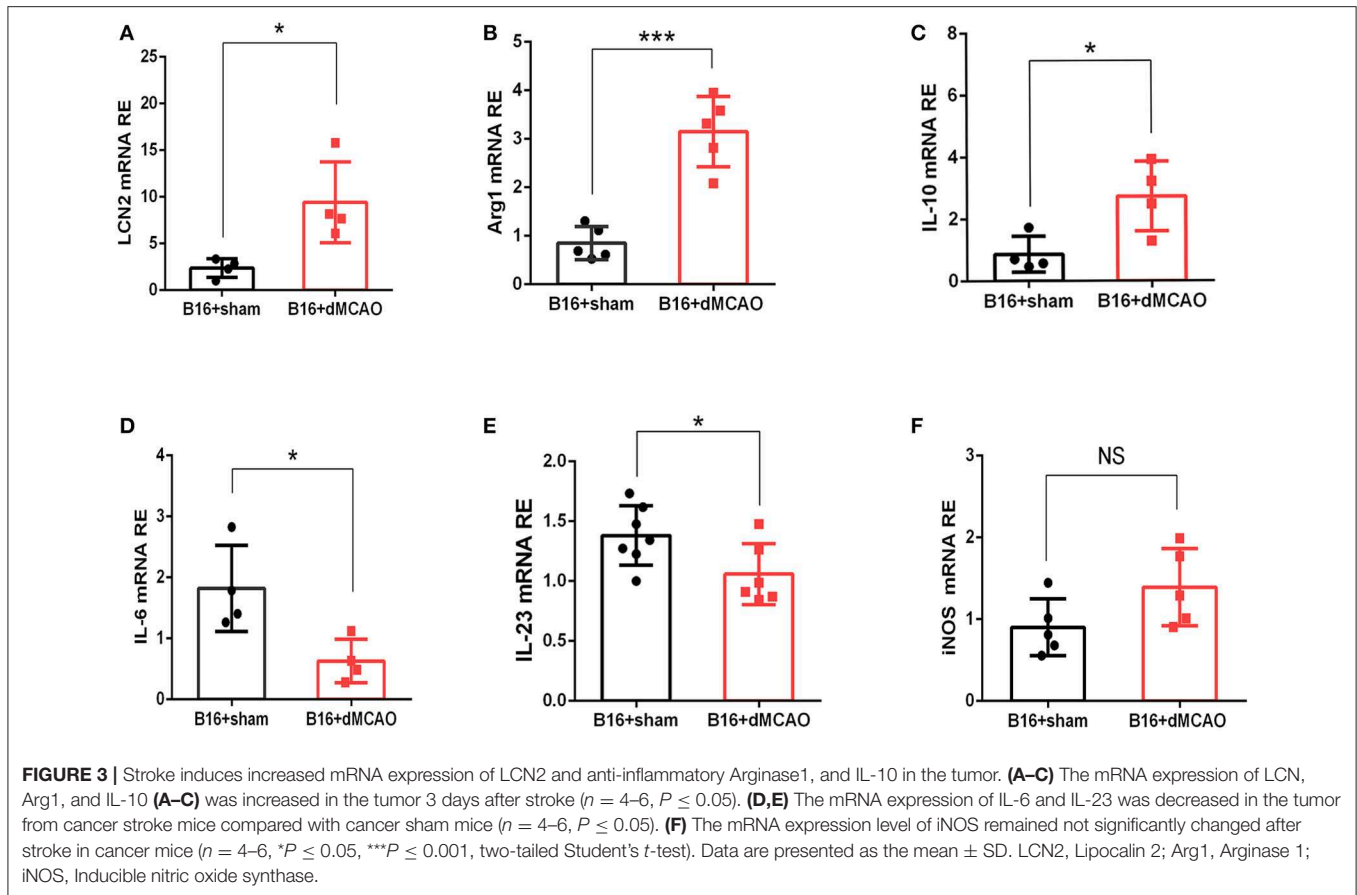 A
*
25
20
15
10
5
0
LCN2 mRNA RE
B16+sham B16+dMCAO
B
***
5
4
3
2
1
0
Arg1 mRNA RE
B16+sham B16+dMCAO
C
*
8
6
4
2
0
IL-10 mRNA RE
B16+sham B16+dMCAO
D
*
4
3
2
1
0
IL-6 mRNA RE
B16+sham B16+dMCAO
E
*
2.0
1.5
1.0
0.5
0.0
IL-23 mRNA RE
B16+sham B16+dMCAO
F
NS
3
2
1
0
iNOS mRNA RE
B16+sham B16+dMCAO
FIGURE 3 | Stroke induces increased mRNA expression of LCN2 and anti-inflammatory Arginase1, and IL-10 in the tumor. (A–C) The mRNA expression of LCN,
Arg1, and IL-10 (A–C) was increased in the tumor 3 days after stroke (n = 4–6, P ≤ 0.05). (D,E) The mRNA expression of IL-6 and IL-23 was decreased in the tumor
from cancer stroke mice compared with cancer sham mice (n = 4–6, P ≤ 0.05). (F) The mRNA expression level of iNOS remained not significantly changed after
stroke in cancer mice (n = 4–6, *P ≤ 0.05, ***P ≤ 0.001, two-tailed Student's t-test). Data are presented as the mean ± SD. LCN2, Lipocalin 2; Arg1, Arginase 1;
iNOS, Inducible nitric oxide synthase.